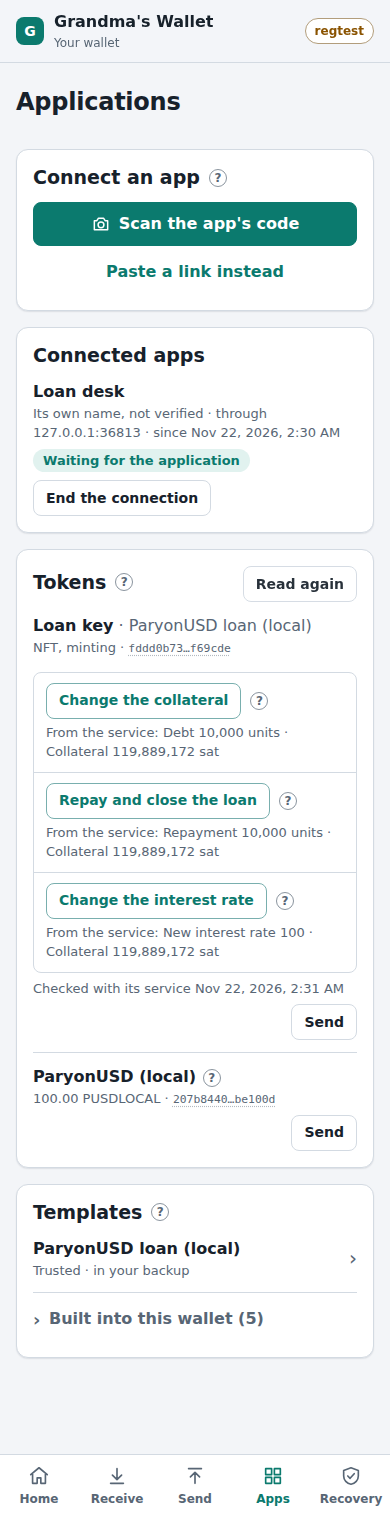 G
Grandma's Wallet
Your wallet
regtest
Applications
Connect an app ?
Scan the app's code
Paste a link instead
Connected apps
Loan desk
Its own name, not verified · through
127.0.0.1:36813 · since Nov 22, 2026, 2:30 AM
Waiting for the application
End the connection
Tokens ?
Read again
Loan key · ParyonUSD loan (local)
NFT, minting · fddd0b73…f69cde
Change the collateral ?
From the service: Debt 10,000 units ·
Collateral 119,889,172 sat
Repay and close the loan ?
From the service: Repayment 10,000 units ·
Collateral 119,889,172 sat
Change the interest rate ?
From the service: New interest rate 100 ·
Collateral 119,889,172 sat
Checked with its service Nov 22, 2026, 2:31 AM
Send
ParyonUSD (local) ?
100.00 PUSDLOCAL · 207b8440…be100d
Send
Templates ?
ParyonUSD loan (local) ›
Trusted · in your backup
› Built into this wallet (5)
Home
Receive
Send
Apps
Recovery